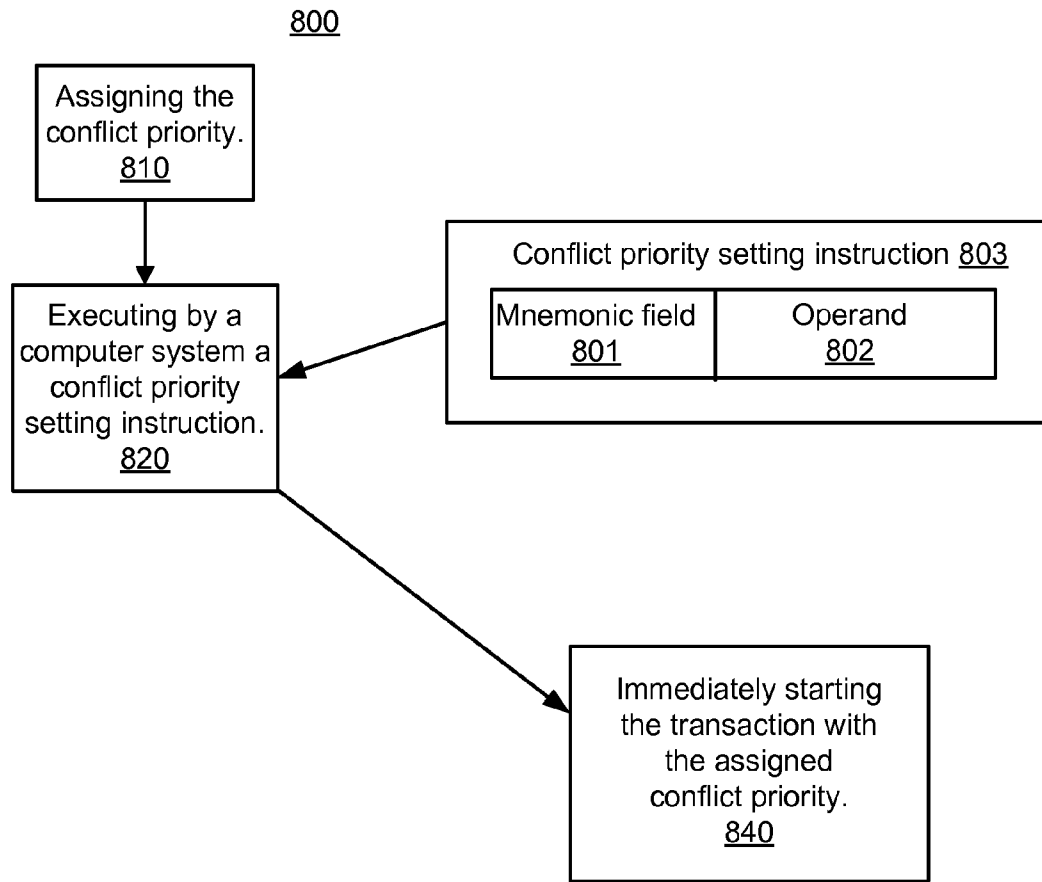 800
Assigning the
conflict priority.
810
Conflict priority setting instruction 803
Mnemonic field
801
Operand
802
Executing by a
computer system a
conflict priority
setting instruction.
820
Immediately starting
the transaction with
the assigned
conflict priority.
840